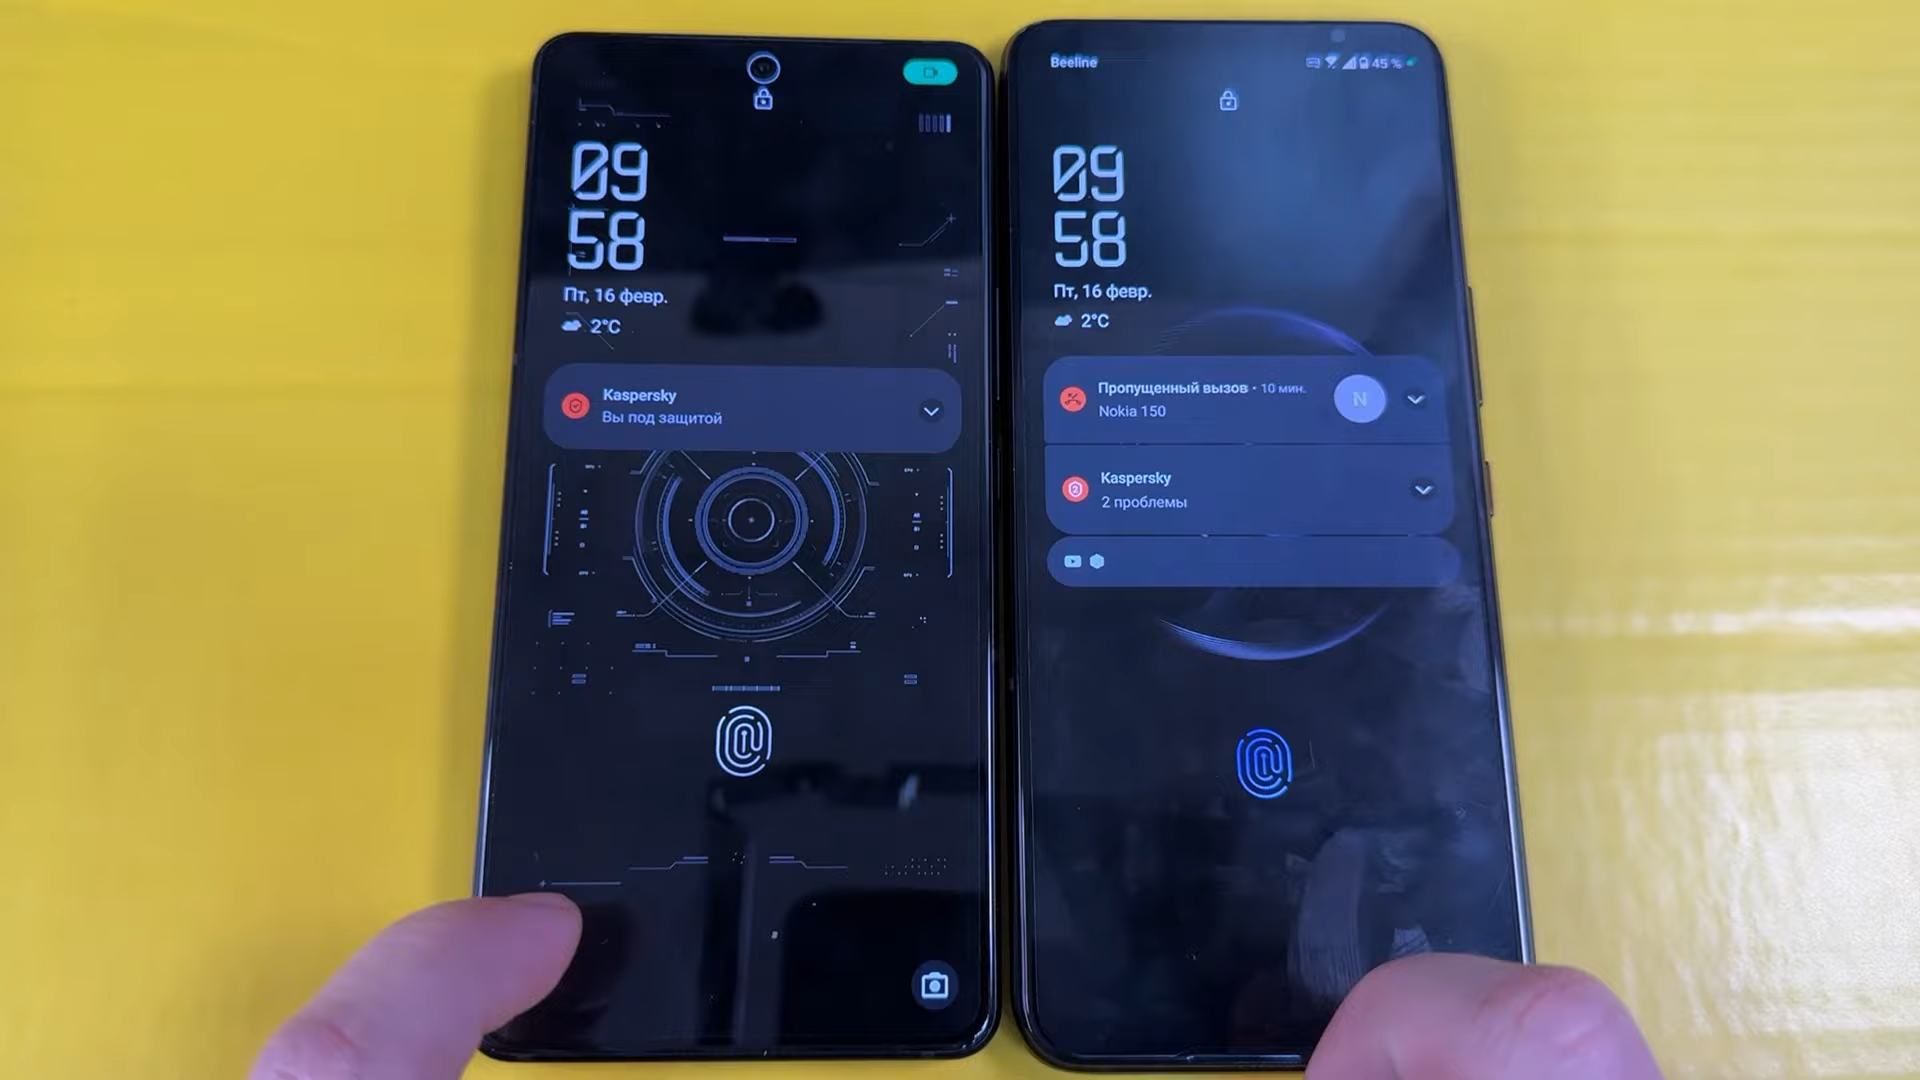 09
58
Пт, 16 февр.
2°C
Kaspersky
Вы под защитой
Beeline
45 %
09
58
Пт, 16 февр.
2°C
Пропущенный вызов • 10 мин.
Nokia 150
N
Kaspersky
2 проблемы